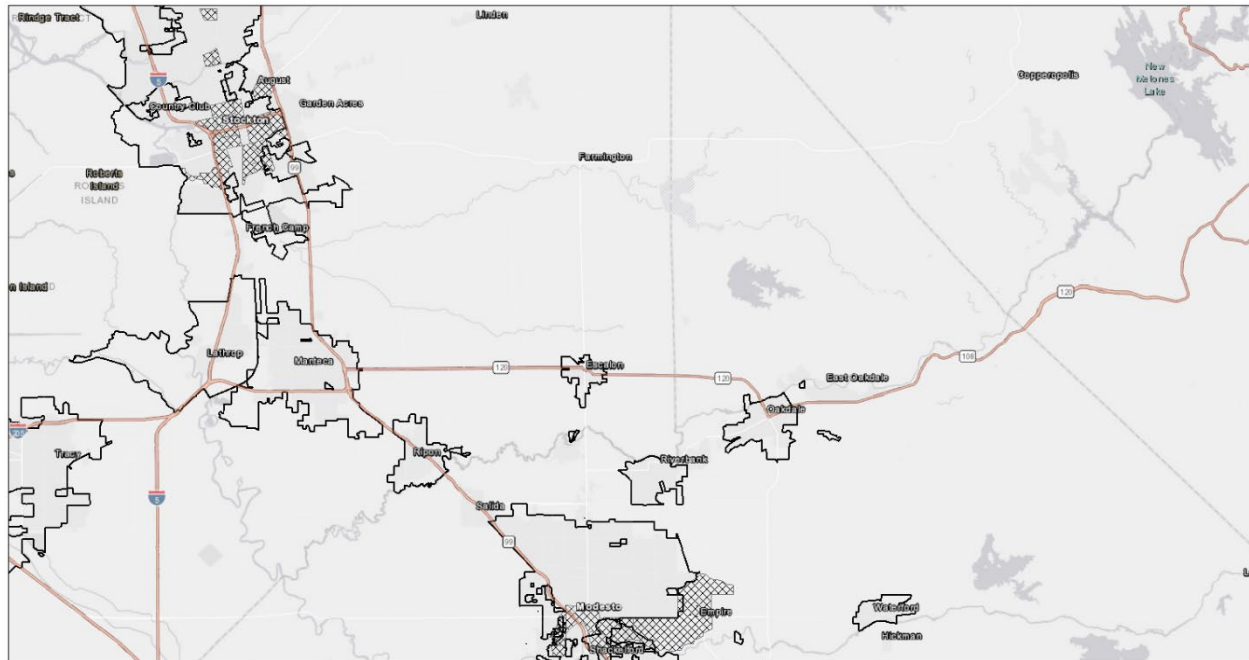 Rindge Tract
Linden
New
Melones
Lake
Copperopolis
5
August
Country Club
Garden Acres
Stockton
Farmington
99
Roberts
Island
ISLAND
French Camp
120
Lathrop
Manteca
120
Escalon
108
120
East Oakdale
Oakdale
Tracy
Ripon
Riverbank
5
Salida
99
Modesto
Empire
Waterford
Hickman
Shackelford